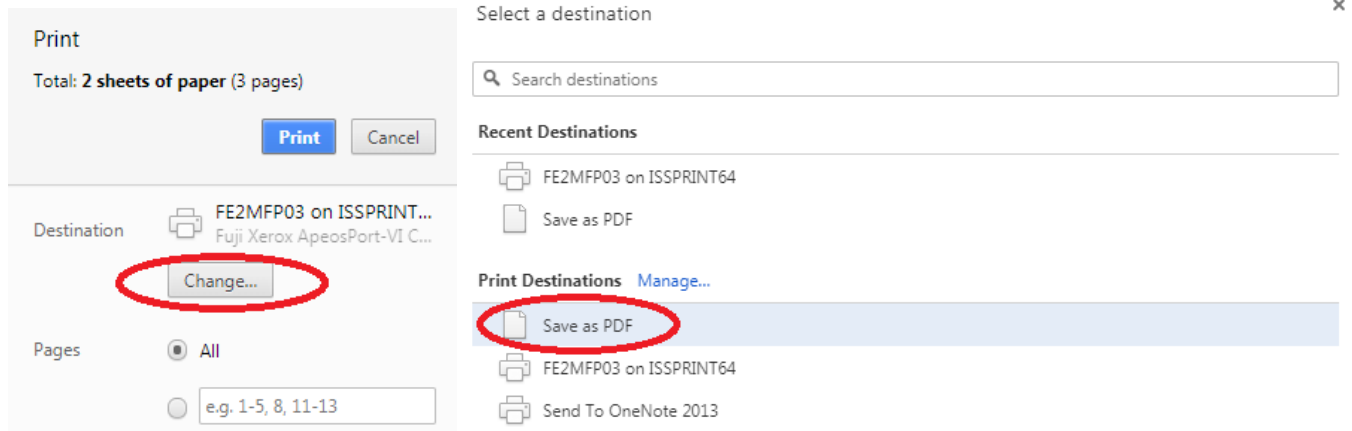 Print
Total: 2 sheets of paper (3 pages)
Print Cancel
Destination
FE2MFP03 on ISSPRINT...
Fuji Xerox ApeosPort-VI C...
Change...
Pages
All
e.g. 1-5, 8, 11-13
Select a destination
×
Search destinations
Recent Destinations
FE2MFP03 on ISSPRINT64
Save as PDF
Print Destinations Manage...
Save as PDF
FE2MFP03 on ISSPRINT64
Send To OneNote 2013